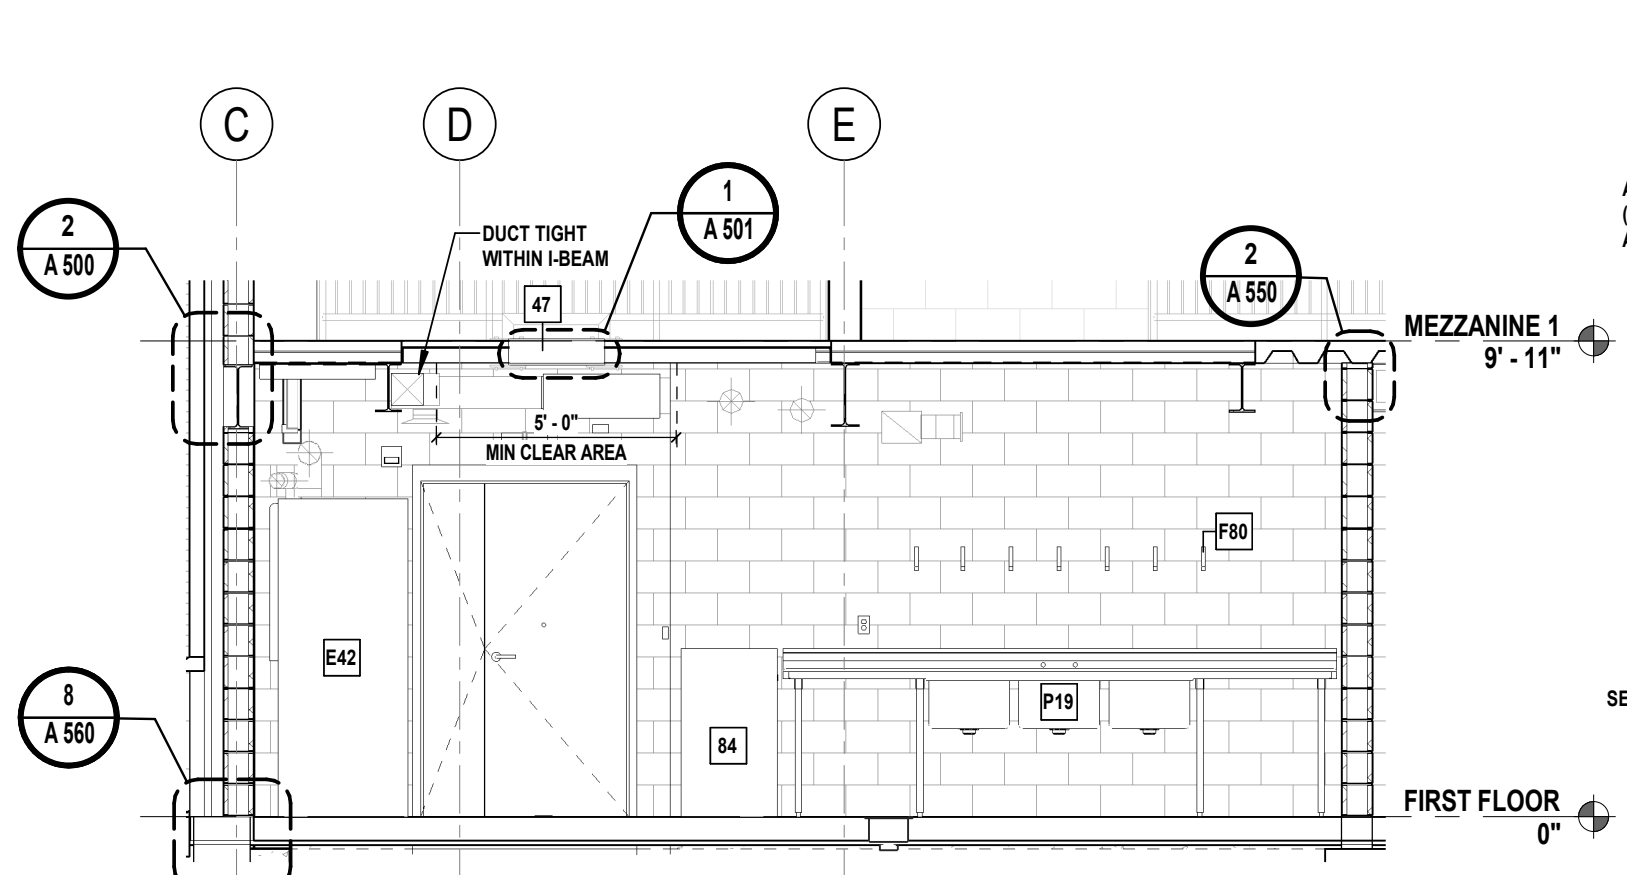 C
D
E
1
A 501
2
A 500
DUCT TIGHT
WITHIN I-BEAM
2
A 550
47
MEZZANINE 1
9' - 11"
5' - 0"
MIN CLEAR AREA
F80
E42
8
A 560
P19
84
SE
FIRST FLOOR
0"